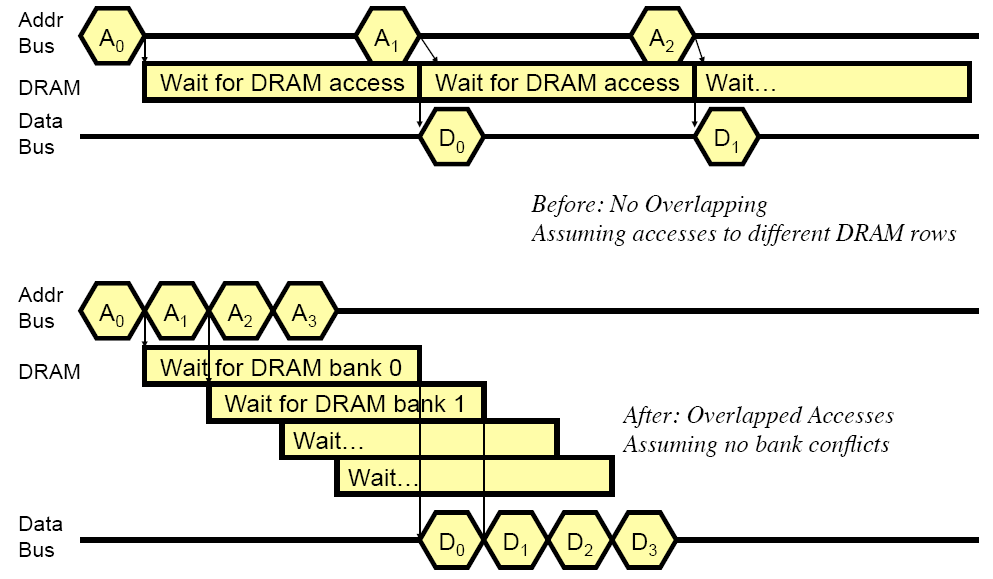 Addr
Bus
A0
A1
A2
DRAM
Wait for DRAM access
Wait for DRAM access
Wait…
Data
Bus
D0
D1
Before: No Overlapping
Assuming accesses to different DRAM rows
Addr
Bus
A0
A1
A2
A3
DRAM
Wait for DRAM bank 0
Wait for DRAM bank 1
Wait…
Wait…
After: Overlapped Accesses
Assuming no bank conflicts
Data
Bus
D0
D1
D2
D3